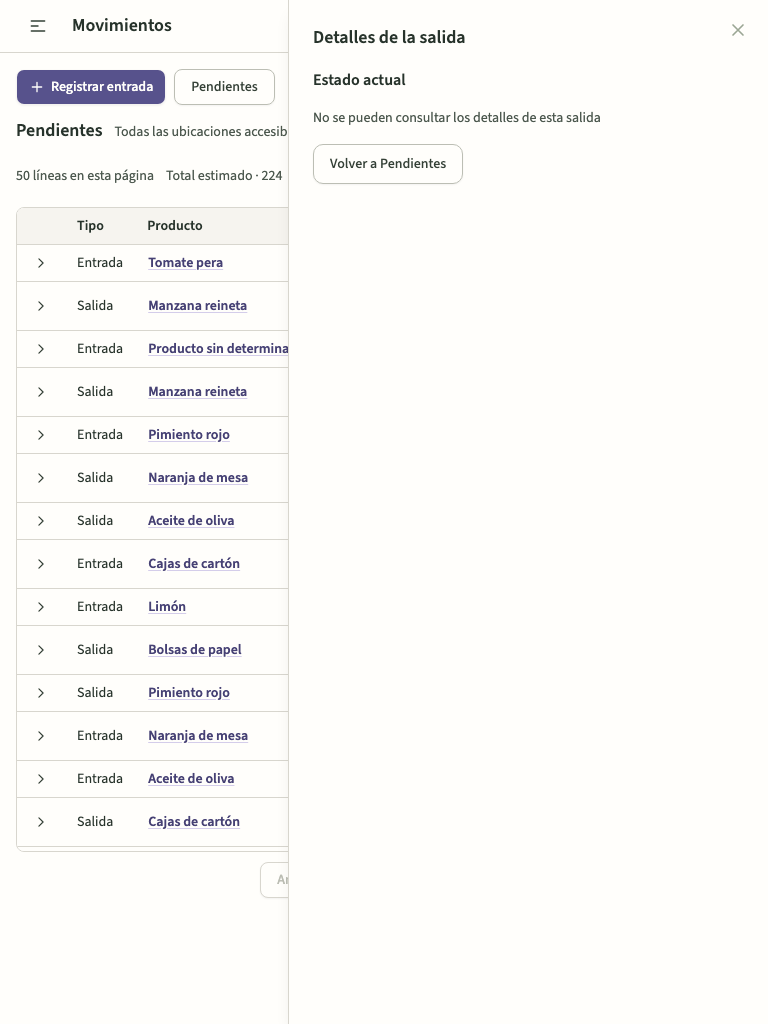 Movimientos
Registrar entrada
Pendientes
Pendientes Todas las ubicaciones
50 líneas en esta página Total estimado · 224
Tipo Producto
Entrada Tomate pera
Salida Manzana reineta
Entrada Producto sin
Salida Manzana reineta
Entrada Pimiento rojo
Salida Naranja de mesa
Salida Aceite de oliva
Entrada Cajas de cartón
Entrada Limón
Salida Bolsas de papel
Salida Pimiento rojo
Entrada Naranja de mesa
Entrada Aceite de oliva
Salida Cajas de cartón
Detalles de la salida
Estado actual
No se pueden consultar los detalles de esta salida
Volver a Pendientes